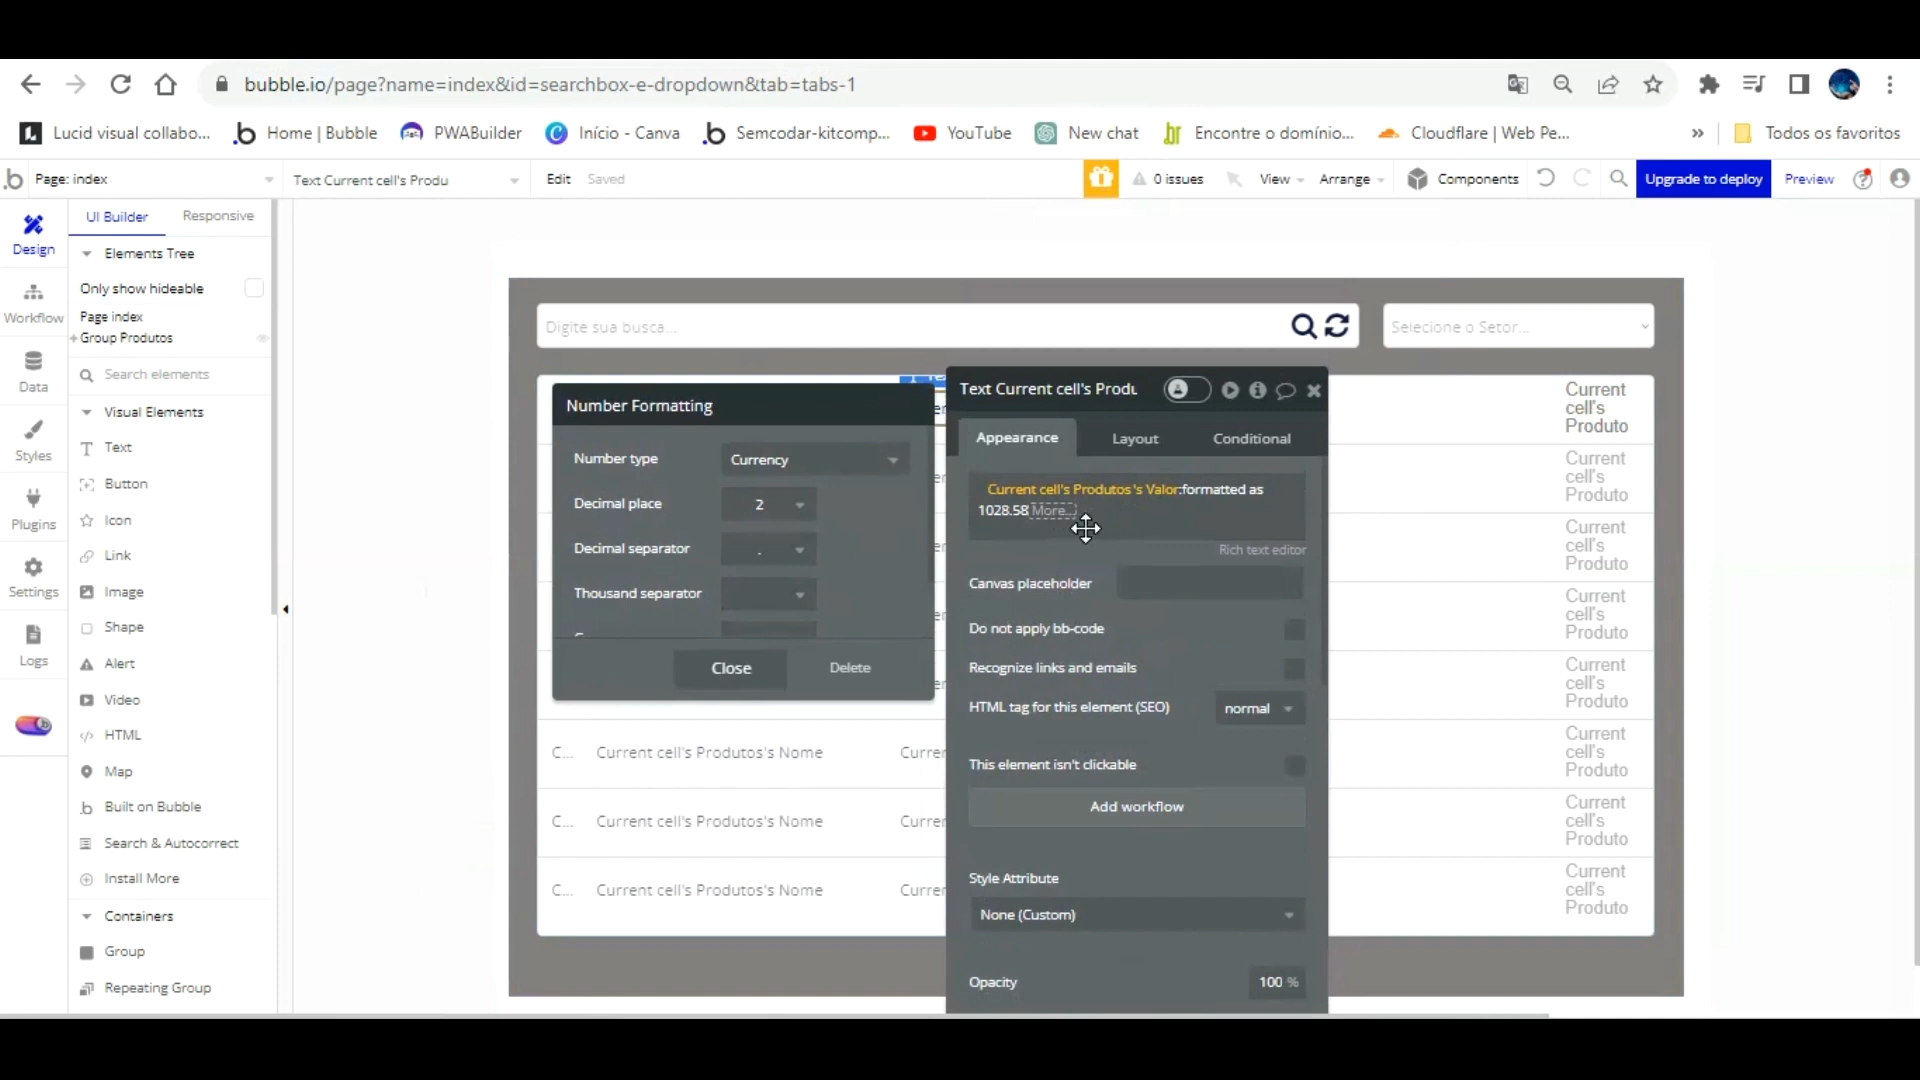 bubble.io/page?name=index&id=searchbox-e-dropdown&tab=tabs-1
Lucid visual collabo... Home | Bubble PWABuilder Início - Canva Semcodar-kitcomp... YouTube New chat Encontre o domínio... Cloudflare | Web Pe... » Todos os favoritos
Page: index Text Current cell's Produ Edit Saved 0 issues View Arrange Components Upgrade to deploy Preview
Design
Workflow
Data
Styles
Plugins
Settings
Logs
UI Builder Responsive
Elements Tree
Only show hideable
Page index
Group Produtos
Search elements
Visual Elements
Text
Button
Icon
Link
Image
Shape
Alert
Video
HTML
Map
Built on Bubble
Search & Autocorrect
Install More
Containers
Group
Repeating Group
Digite sua busca... Selecione o Setor...
Number Formatting
Number type Currency
Decimal place 2
Decimal separator .
Thousand separator
Close Delete
Text Current cell's Produ
Appearance Layout Conditional
Current cell's Produtos's Valor:formatted as
1028.58 More...
Rich text editor
Canvas placeholder
Do not apply bb-code
Recognize links and emails
HTML tag for this element (SEO) normal
This element isn't clickable
Add workflow
Style Attribute
None (Custom)
Opacity 100 %
C... Current cell's Produtos's Nome Currer
C... Current cell's Produtos's Nome Currer
C... Current cell's Produtos's Nome Currer
Current
cell's
Produto
Current
cell's
Produto
Current
cell's
Produto
Current
cell's
Produto
Current
cell's
Produto
Current
cell's
Produto
Current
cell's
Produto
Current
cell's
Produto